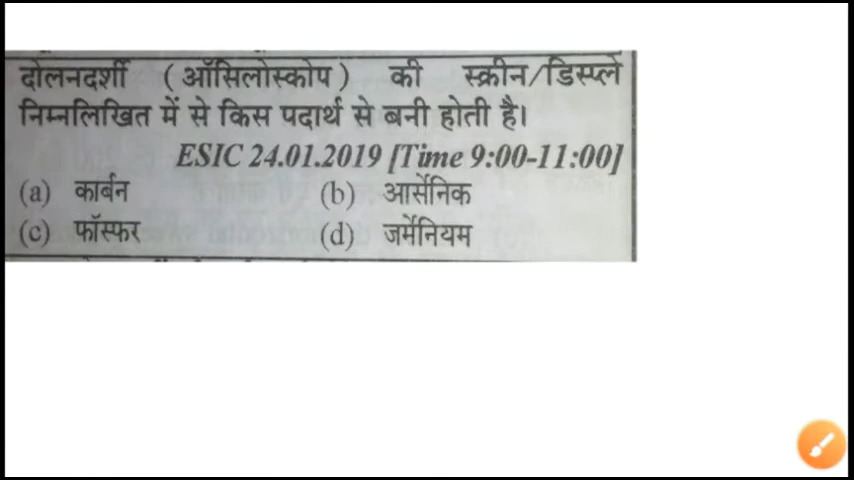 दोलनदर्शी (ऑसिलोस्कोप) की स्क्रीन/डिस्प्ले
निम्नलिखित में से किस पदार्थ से बनी होती है।
ESIC 24.01.2019 [Time 9:00-11:00]
(a) कार्बन (b) आर्सेनिक
(c) फॉस्फर (d) जर्मेनियम